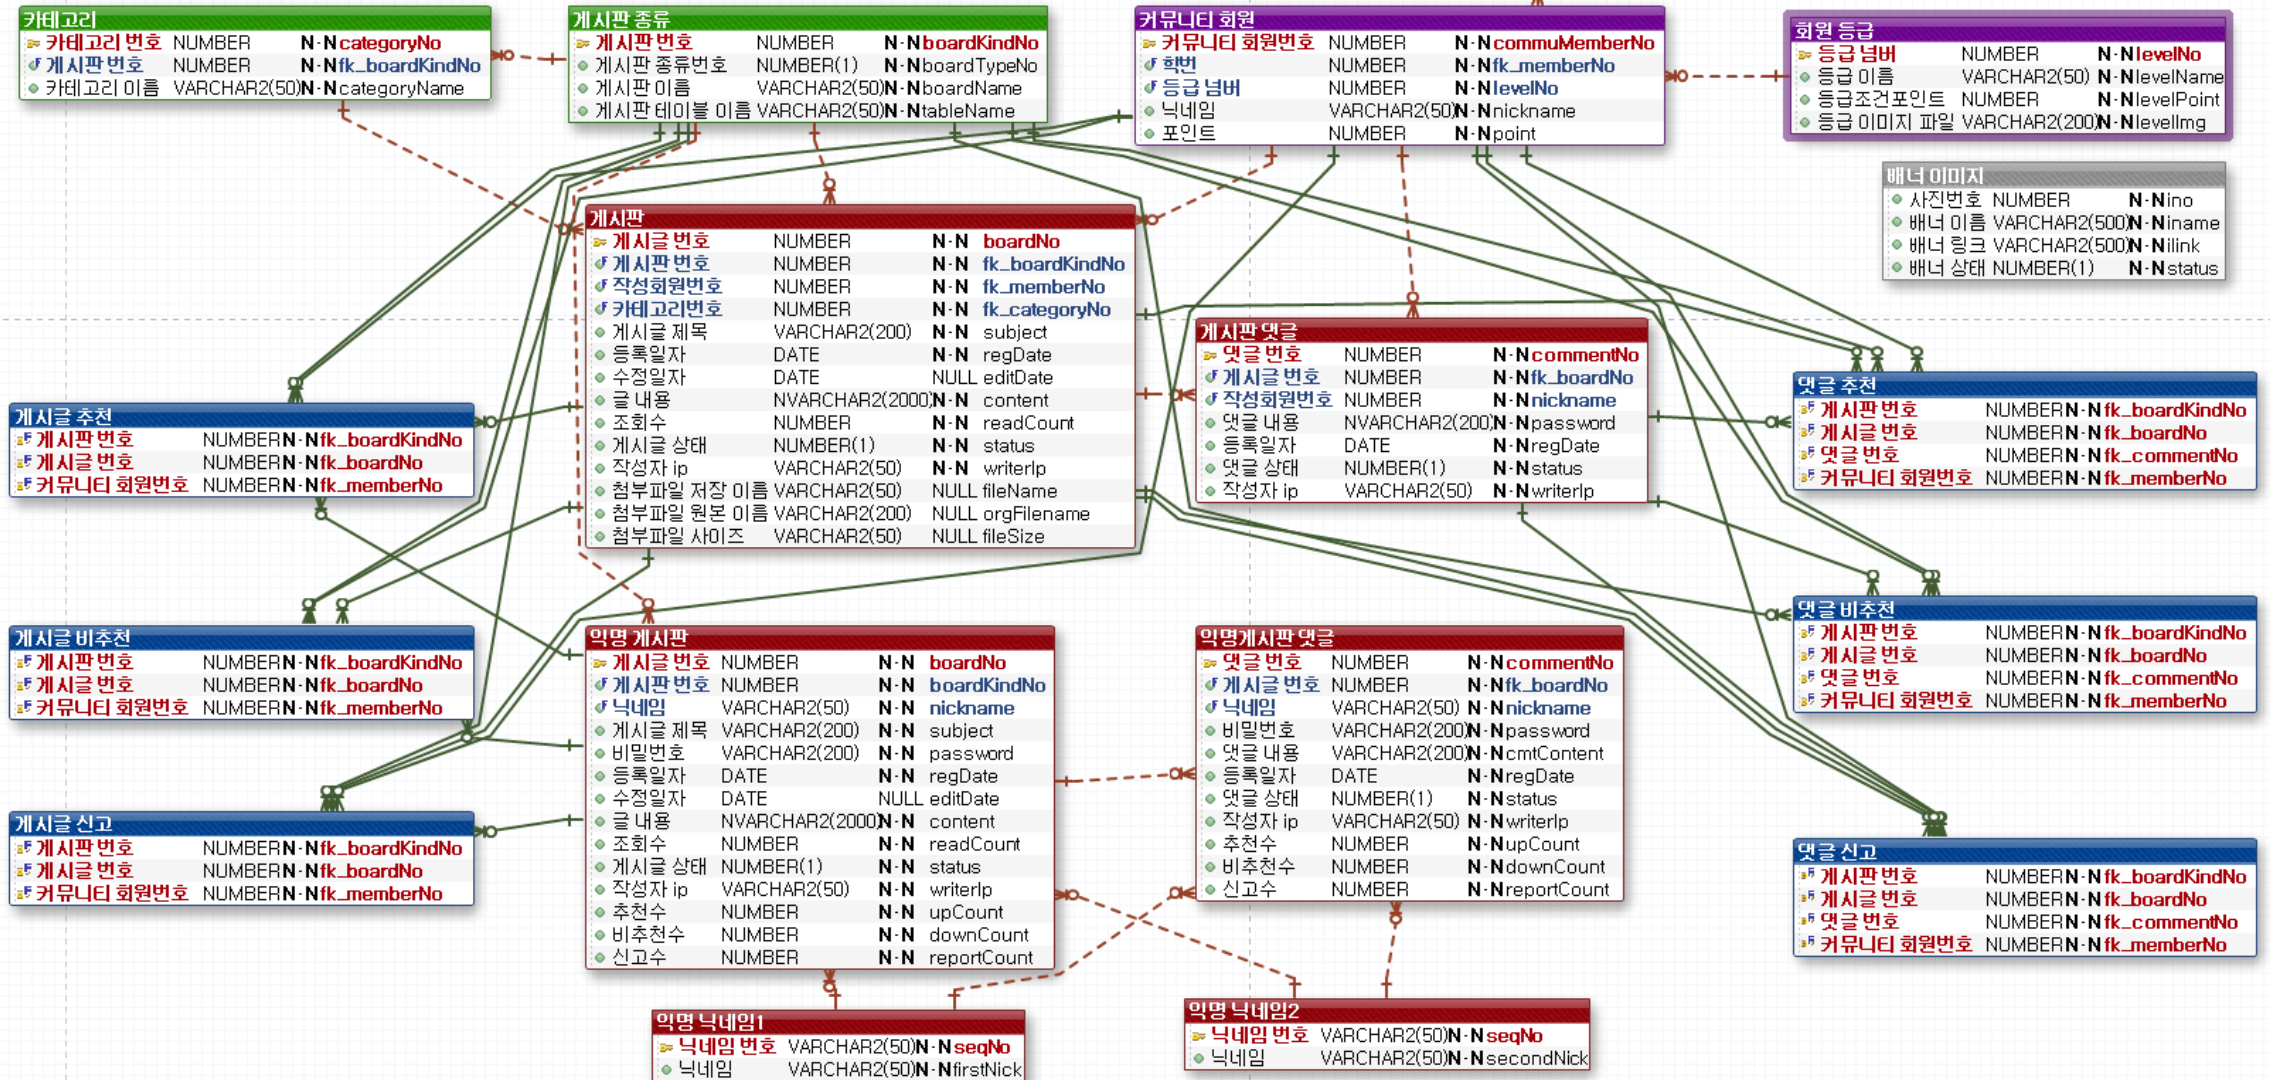 카테고리
카테고리 번호 NUMBER N-N categoryNo
게시판 번호 NUMBER N-N fk_boardKindNo
카테고리 이름 VARCHAR2(50) N-N categoryName
게시판 종류
게시판 번호 NUMBER N-N boardKindNo
게시판 종류번호 NUMBER(1) N-N boardTypeNo
게시판 이름 VARCHAR2(50) N-N boardName
게시판 테이블 이름 VARCHAR2(50) N-N tableName
커뮤니티 회원
커뮤니티 회원번호 NUMBER N-N commuMemberNo
학번 NUMBER N-N fk_memberNo
등급 넘버 NUMBER N-N levelNo
닉네임 VARCHAR2(50) N-N nickname
포인트 NUMBER N-N point
회원 등급
등급 넘버 NUMBER N-N levelNo
등급 이름 VARCHAR2(50) N-N levelName
등급조건포인트 NUMBER N-N levelPoint
등급 이미지 파일 VARCHAR2(200) N-N levelImg
배너 이미지
사진번호 NUMBER N-N ino
배너 이름 VARCHAR2(500) N-N iname
배너 링크 VARCHAR2(500) N-N ilink
배너 상태 NUMBER(1) N-N status
게시판
게시글 번호 NUMBER N-N boardNo
게시판 번호 NUMBER N-N fk_boardKindNo
작성회원번호 NUMBER N-N fk_memberNo
카테고리번호 NUMBER N-N fk_categoryNo
게시글 제목 VARCHAR2(200) N-N subject
등록일자 DATE N-N regDate
수정일자 DATE NULL editDate
글 내용 NVARCHAR2(2000) N-N content
조회수 NUMBER N-N readCount
게시글 상태 NUMBER(1) N-N status
작성자 ip VARCHAR2(50) N-N writerIp
첨부파일 저장 이름 VARCHAR2(50) NULL fileName
첨부파일 원본 이름 VARCHAR2(200) NULL orgFilename
첨부파일 사이즈 VARCHAR2(50) NULL fileSize
게시판 댓글
댓글 번호 NUMBER N-N commentNo
게시글 번호 NUMBER N-N fk_boardNo
작성회원번호 NUMBER N-N nickname
댓글 내용 NVARCHAR2(200) N-N password
등록일자 DATE N-N regDate
댓글 상태 NUMBER(1) N-N status
작성자 ip VARCHAR2(50) N-N writerIp
댓글 추천
게시판 번호 NUMBER N-N fk_boardKindNo
게시글 번호 NUMBER N-N fk_boardNo
댓글 번호 NUMBER N-N fk_commentNo
커뮤니티 회원번호 NUMBER N-N fk_memberNo
게시글 추천
게시판 번호 NUMBER N-N fk_boardKindNo
게시글 번호 NUMBER N-N fk_boardNo
커뮤니티 회원번호 NUMBER N-N fk_memberNo
게시글 비추천
게시판 번호 NUMBER N-N fk_boardKindNo
게시글 번호 NUMBER N-N fk_boardNo
커뮤니티 회원번호 NUMBER N-N fk_memberNo
익명 게시판
게시글 번호 NUMBER N-N boardNo
게시판 번호 NUMBER N-N boardKindNo
닉네임 VARCHAR2(50) N-N nickname
게시글 제목 VARCHAR2(200) N-N subject
비밀번호 VARCHAR2(200) N-N password
등록일자 DATE N-N regDate
수정일자 DATE NULL editDate
글 내용 NVARCHAR2(2000) N-N content
조회수 NUMBER N-N readCount
게시글 상태 NUMBER(1) N-N status
작성자 ip VARCHAR2(50) N-N writerIp
추천수 NUMBER N-N upCount
비추천수 NUMBER N-N downCount
신고수 NUMBER N-N reportCount
익명게시판 댓글
댓글 번호 NUMBER N-N commentNo
게시글 번호 NUMBER N-N fk_boardNo
닉네임 VARCHAR2(50) N-N nickname
비밀번호 VARCHAR2(200) N-N password
댓글 내용 VARCHAR2(200) N-N cmtContent
등록일자 DATE N-N regDate
댓글 상태 NUMBER(1) N-N status
작성자 ip VARCHAR2(50) N-N writerIp
추천수 NUMBER N-N upCount
비추천수 NUMBER N-N downCount
신고수 NUMBER N-N reportCount
댓글 비추천
게시판 번호 NUMBER N-N fk_boardKindNo
게시글 번호 NUMBER N-N fk_boardNo
댓글 번호 NUMBER N-N fk_commentNo
커뮤니티 회원번호 NUMBER N-N fk_memberNo
게시글 신고
게시판 번호 NUMBER N-N fk_boardKindNo
게시글 번호 NUMBER N-N fk_boardNo
커뮤니티 회원번호 NUMBER N-N fk_memberNo
댓글 신고
게시판 번호 NUMBER N-N fk_boardKindNo
게시글 번호 NUMBER N-N fk_boardNo
댓글 번호 NUMBER N-N fk_commentNo
커뮤니티 회원번호 NUMBER N-N fk_memberNo
익명 닉네임1
닉네임 번호 VARCHAR2(50) N-N seqNo
닉네임 VARCHAR2(50) N-N firstNick
익명 닉네임2
닉네임 번호 VARCHAR2(50) N-N seqNo
닉네임 VARCHAR2(50) N-N secondNick